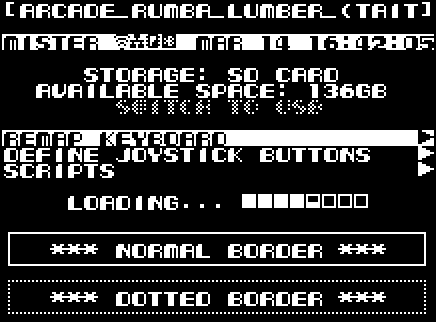 [ARCADE_RUMBA_LUMBER_(TAIT]
MISTER MAR 14 16:42:05
STORAGE: SD CARD
AVAILABLE SPACE: 136GB
SWITCH TO USB
REMAP KEYBOARD
DEFINE JOYSTICK BUTTONS
SCRIPTS
LOADING...
*** NORMAL BORDER ***
*** DOTTED BORDER ***